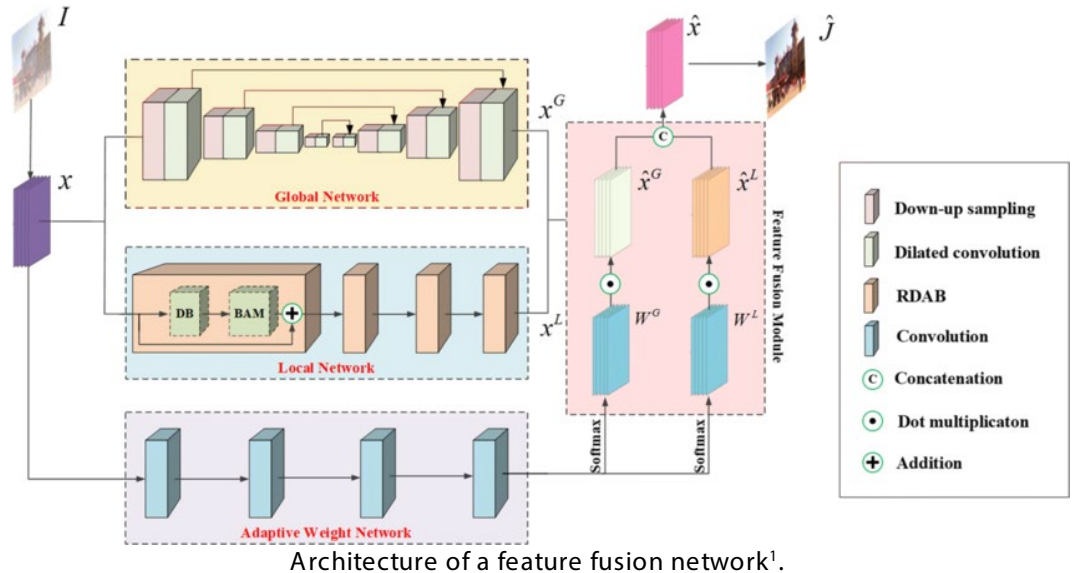 I
x
x^G
Global Network
DB
BAM
x^L
Local Network
Adaptive Weight Network
Softmax
Softmax
W^G
W^L
x̂^G
x̂^L
C
Feature Fusion Module
x̂
Ĵ
Down-up sampling
Dilated convolution
RDAB
Convolution
C
Concatenation
Dot multiplicaton
Addition
Architecture of a feature fusion network¹.